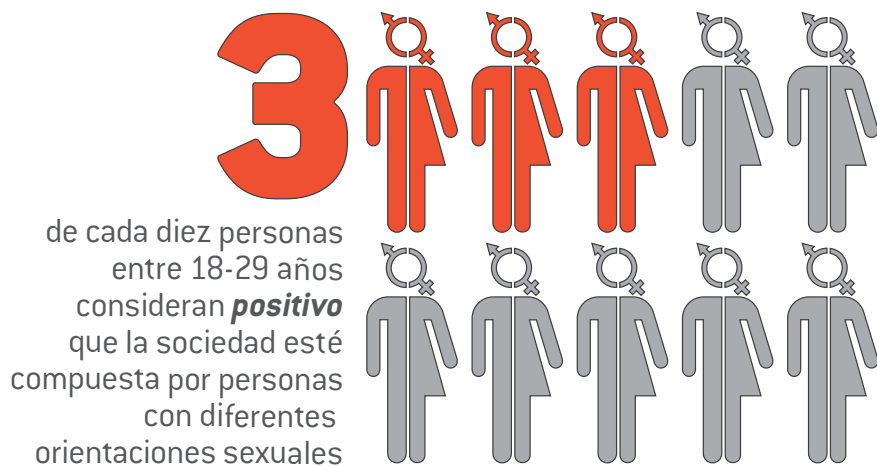 3
de cada diez personas
entre 18-29 años
consideran positivo
que la sociedad esté
compuesta por personas
con diferentes
orientaciones sexuales